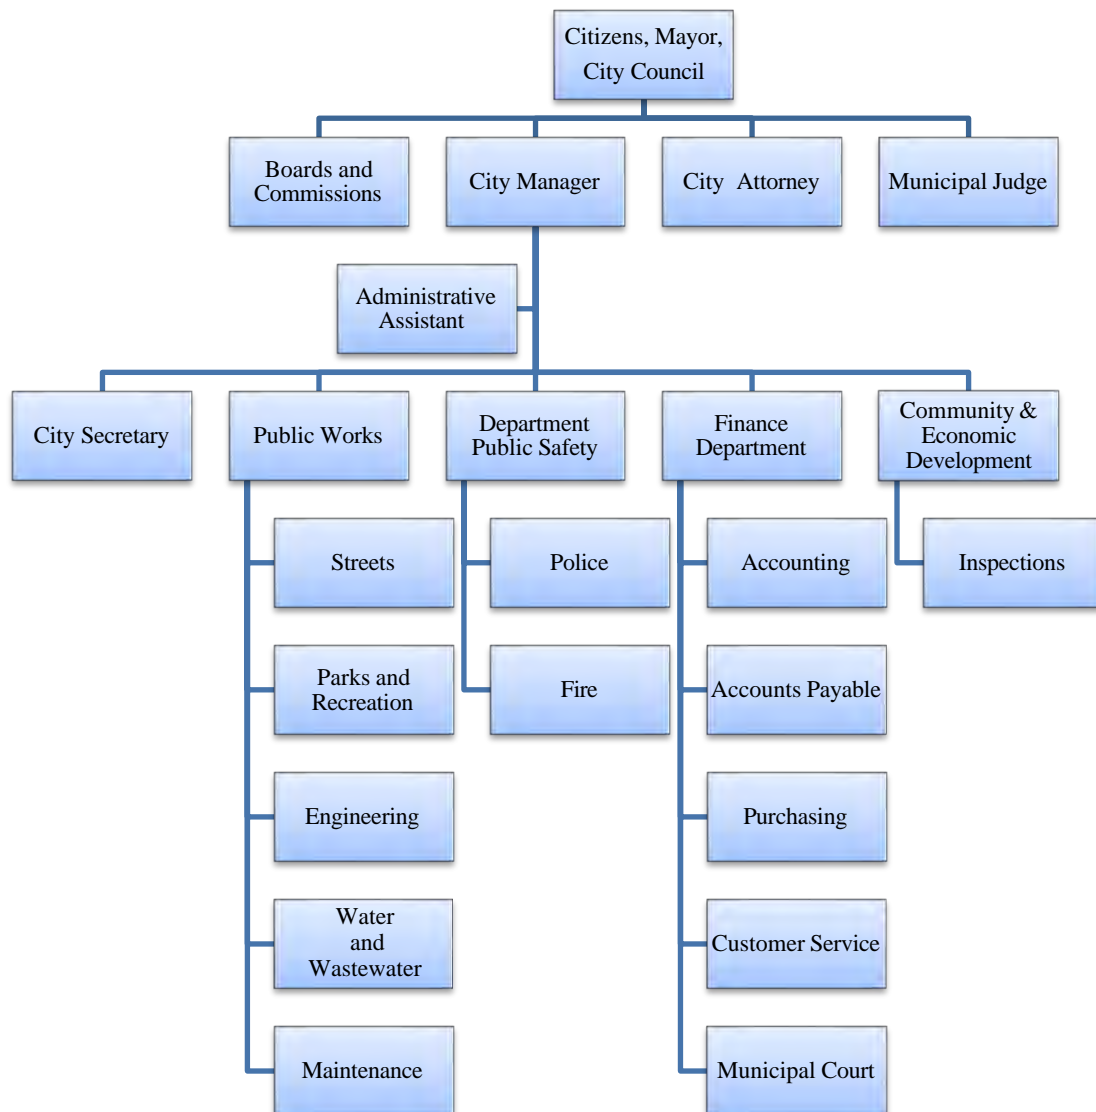 Citizens, Mayor,
City Council
Boards and
Commissions
City Manager
City Attorney
Municipal Judge
Administrative
Assistant
City Secretary
Public Works
Department
Public Safety
Finance
Department
Community &
Economic
Development
Streets
Police
Accounting
Inspections
Parks and
Recreation
Fire
Accounts Payable
Engineering
Purchasing
Water
and
Wastewater
Customer Service
Maintenance
Municipal Court